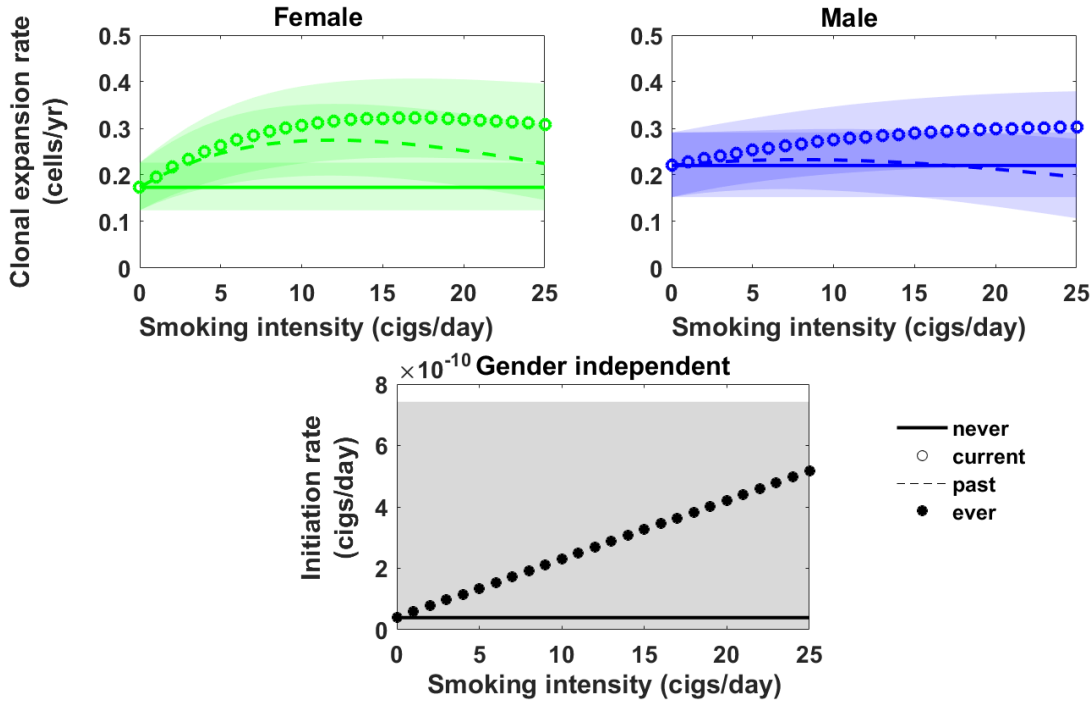 Female
Clonal expansion rate
(cells/yr)
0.5
0.4
0.3
0.2
0.1
0
0 5 10 15 20 25
Smoking intensity (cigs/day)
Male
0.5
0.4
0.3
0.2
0.1
0
0 5 10 15 20 25
Smoking intensity (cigs/day)
×10⁻¹⁰ Gender independent
Initiation rate
(cigs/day)
8
6
4
2
0
0 5 10 15 20 25
Smoking intensity (cigs/day)
never
current
past
ever